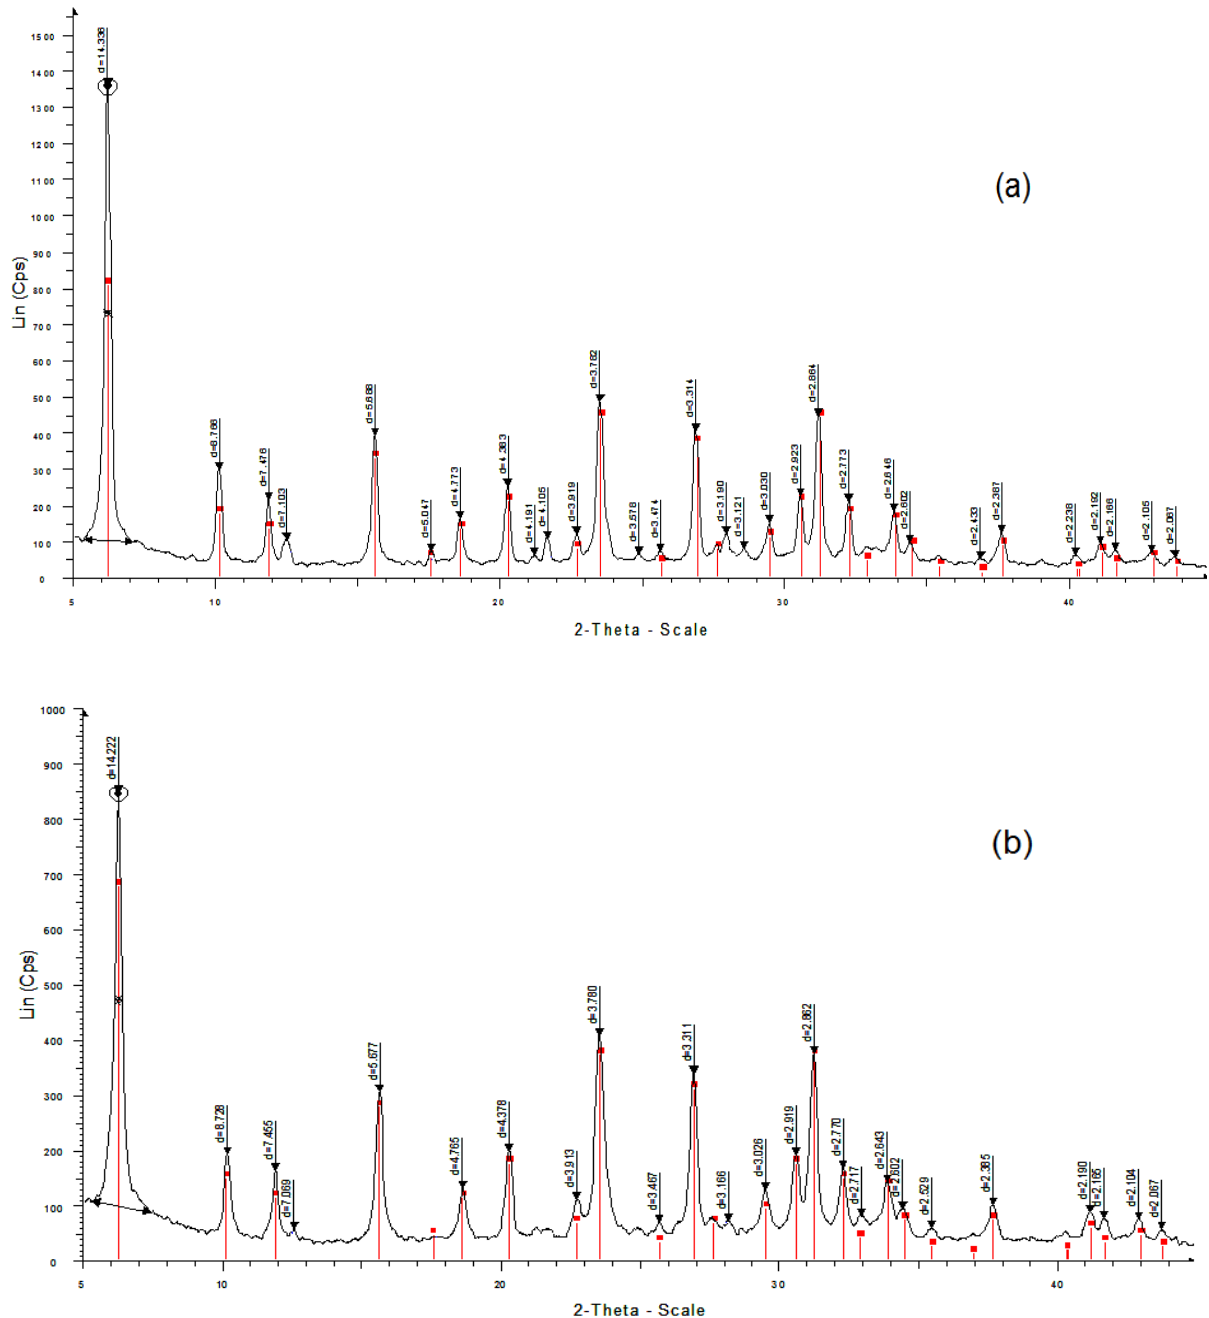 d=14.336
d=8.766
d=7.476
d=7.103
d=5.688
d=5.047
d=4.773
d=4.383
d=4.191
d=4.105
d=3.919
d=3.782
d=3.578
d=3.474
d=3.314
d=3.190
d=3.121
d=3.030
d=2.923
d=2.864
d=2.773
d=2.646
d=2.602
d=2.433
d=2.387
d=2.238
d=2.192
d=2.166
d=2.105
d=2.067
(a)
Lin (Cps)
1500
1400
1300
1200
1100
1000
900
800
700
600
500
400
300
200
100
0
5
10
20
30
40
2-Theta - Scale
d=14.222
d=8.728
d=7.455
d=7.069
d=5.677
d=4.765
d=4.378
d=3.913
d=3.780
d=3.467
d=3.311
d=3.166
d=3.026
d=2.919
d=2.862
d=2.770
d=2.717
d=2.643
d=2.602
d=2.529
d=2.385
d=2.190
d=2.165
d=2.104
d=2.067
(b)
Lin (Cps)
1000
900
800
700
600
500
400
300
200
100
0
5
10
20
30
40
2-Theta - Scale